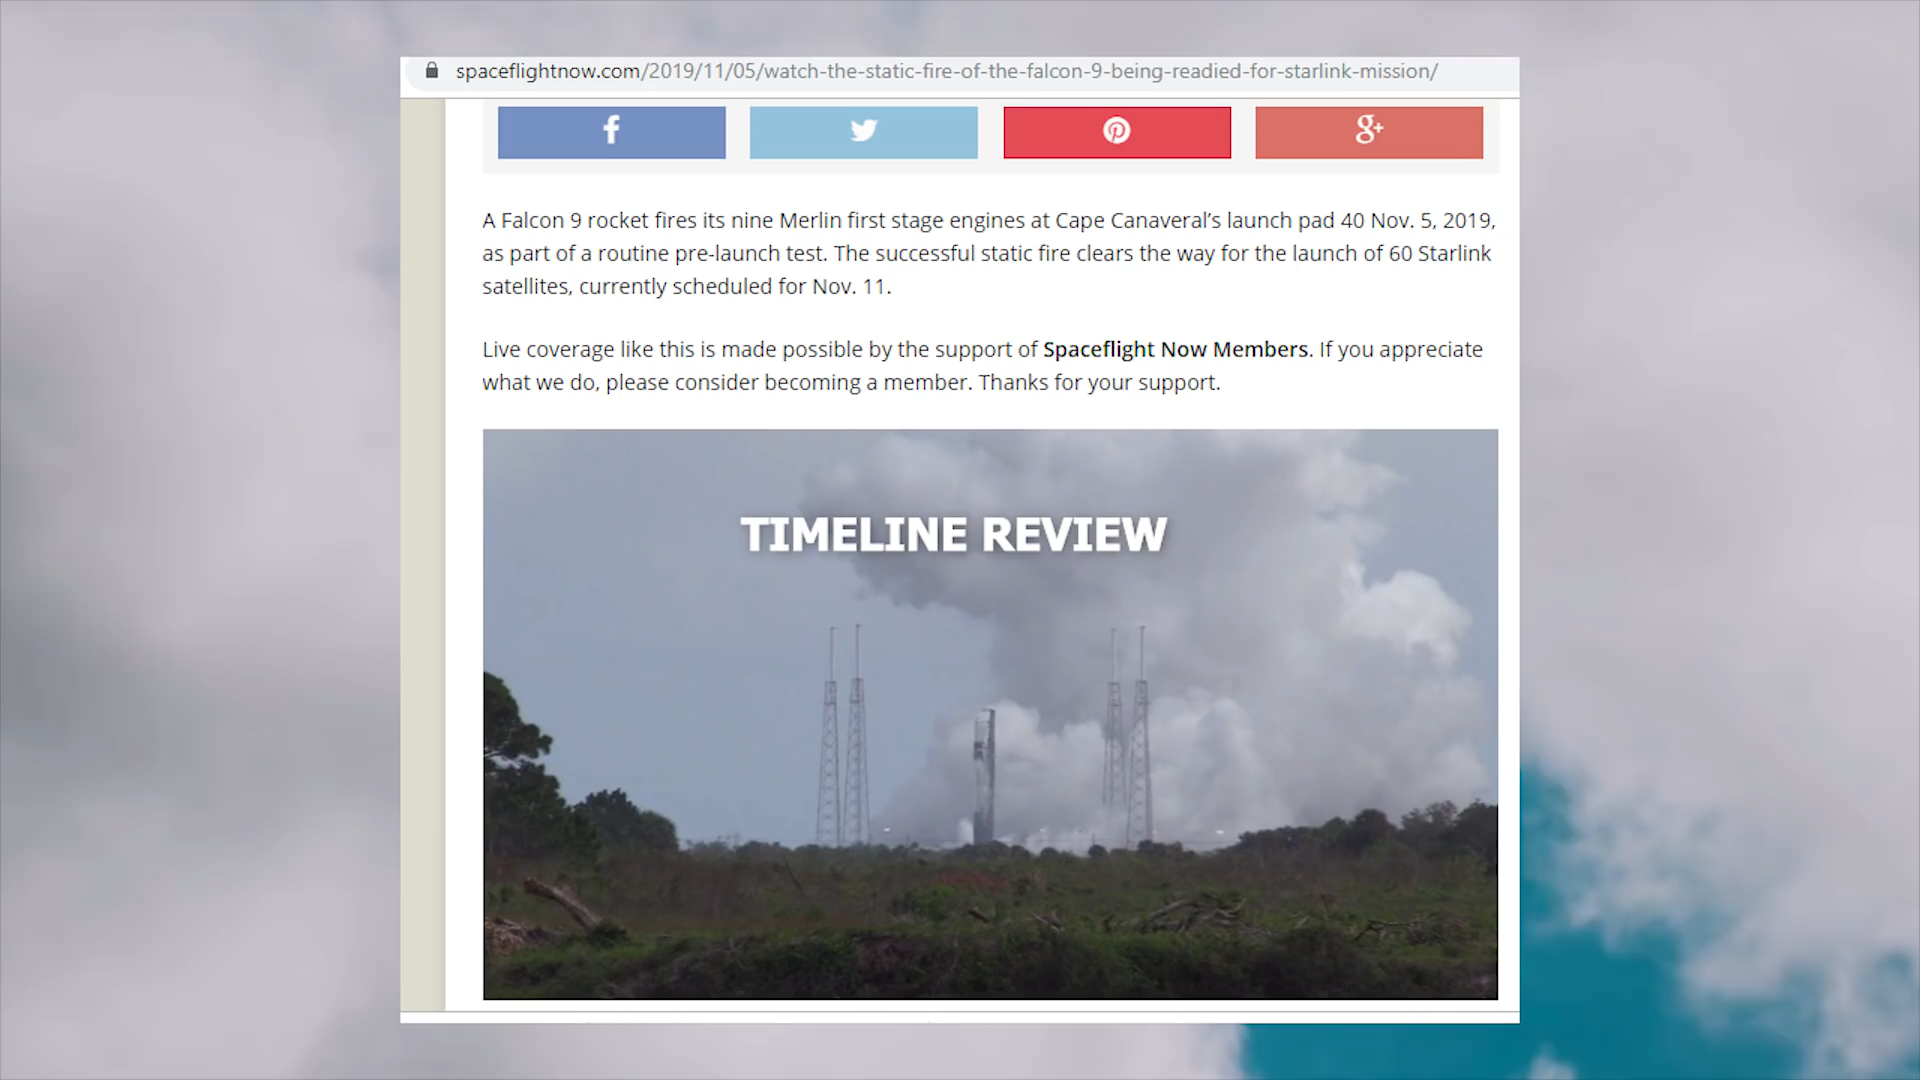 spaceflightnow.com/2019/11/05/watch-the-static-fire-of-the-falcon-9-being-readied-for-starlink-mission/
f
g+
A Falcon 9 rocket fires its nine Merlin first stage engines at Cape Canaveral’s launch pad 40 Nov. 5, 2019,
as part of a routine pre-launch test. The successful static fire clears the way for the launch of 60 Starlink
satellites, currently scheduled for Nov. 11.
Live coverage like this is made possible by the support of Spaceflight Now Members. If you appreciate
what we do, please consider becoming a member. Thanks for your support.
TIMELINE REVIEW